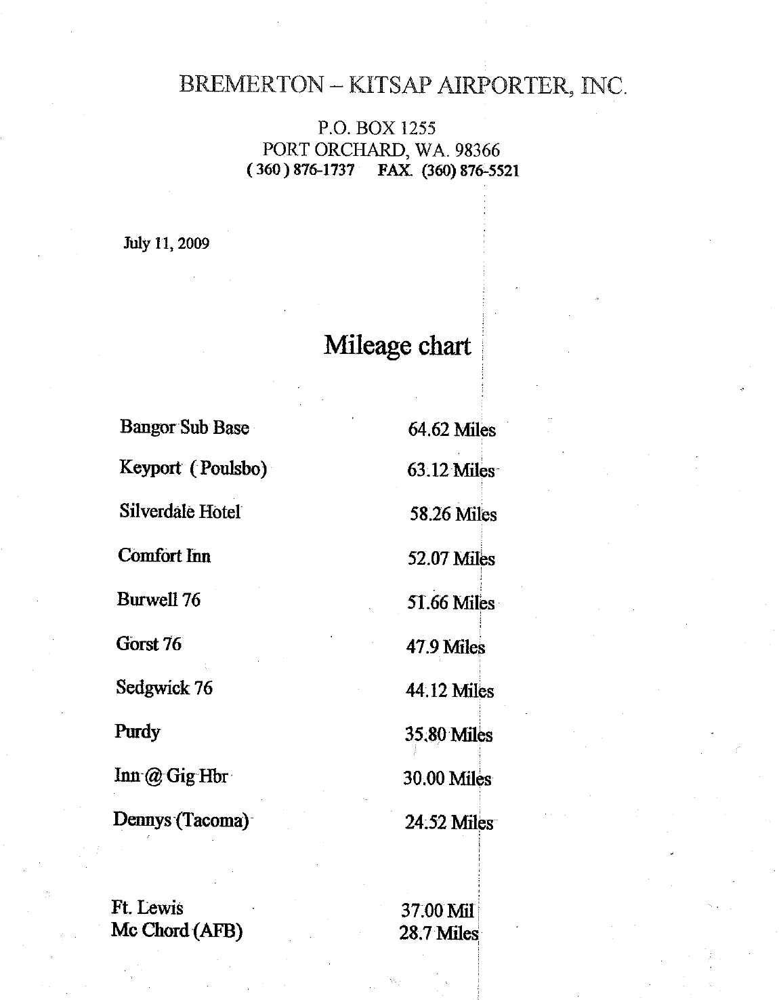 BREMERTON – KITSAP AIRPORTER, INC.
P.O. BOX 1255
PORT ORCHARD, WA. 98366
( 360 ) 876-1737 FAX. (360) 876-5521
July 11, 2009
Mileage chart
Bangor Sub Base 64.62 Miles
Keyport ( Poulsbo) 63.12 Miles
Silverdale Hotel 58.26 Miles
Comfort Inn 52.07 Miles
Burwell 76 51.66 Miles
Gorst 76 47.9 Miles
Sedgwick 76 44.12 Miles
Purdy 35.80 Miles
Inn @ Gig Hbr 30.00 Miles
Dennys (Tacoma) 24.52 Miles
Ft. Lewis 37.00 Mil
Mc Chord (AFB) 28.7 Miles